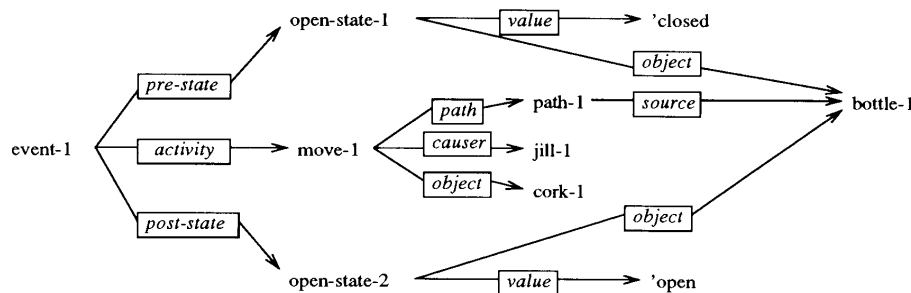 open-state-1 value 'closed
object
pre-state
path path-1 source bottle-1
event-1 activity move-1 causer jill-1
object cork-1
object
post-state
open-state-2 value 'open